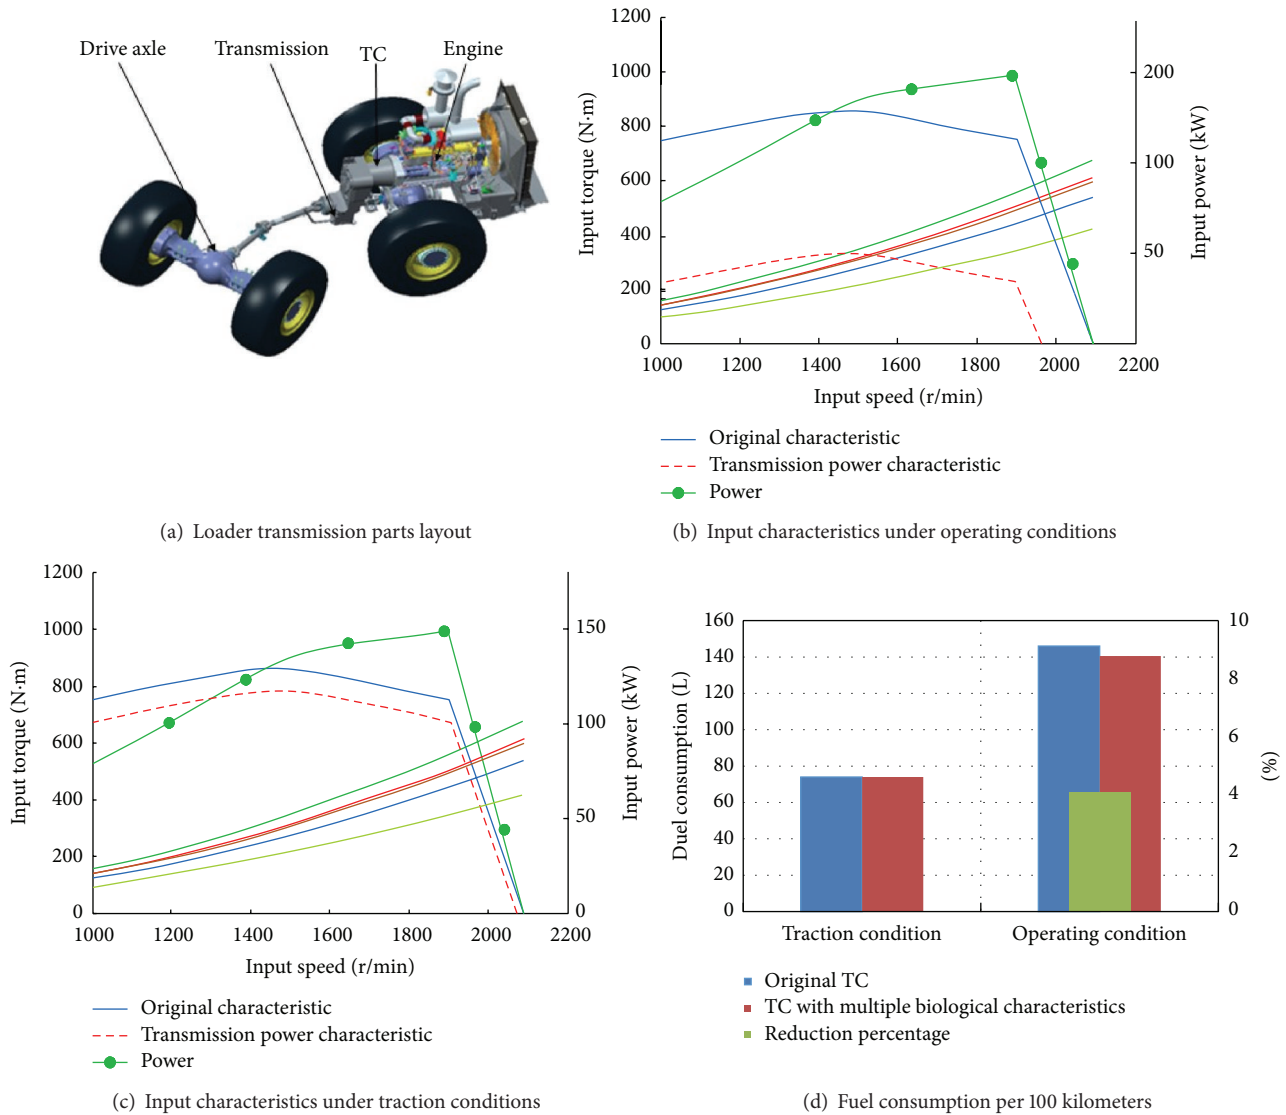 Drive axle Transmission TC Engine
(a) Loader transmission parts layout
1200
1000
800
600
400
200
0
Input torque (N·m)
200
100
50
Input power (kW)
1000 1200 1400 1600 1800 2000 2200
Input speed (r/min)
Original characteristic
Transmission power characteristic
Power
(b) Input characteristics under operating conditions
1200
1000
800
600
400
200
0
Input torque (N·m)
150
100
50
0
Input power (kW)
1000 1200 1400 1600 1800 2000 2200
Input speed (r/min)
Original characteristic
Transmission power characteristic
Power
(c) Input characteristics under traction conditions
160
140
120
100
80
60
40
20
0
Duel consumption (L)
10
8
6
4
2
0
(%)
Traction condition Operating condition
Original TC
TC with multiple biological characteristics
Reduction percentage
(d) Fuel consumption per 100 kilometers